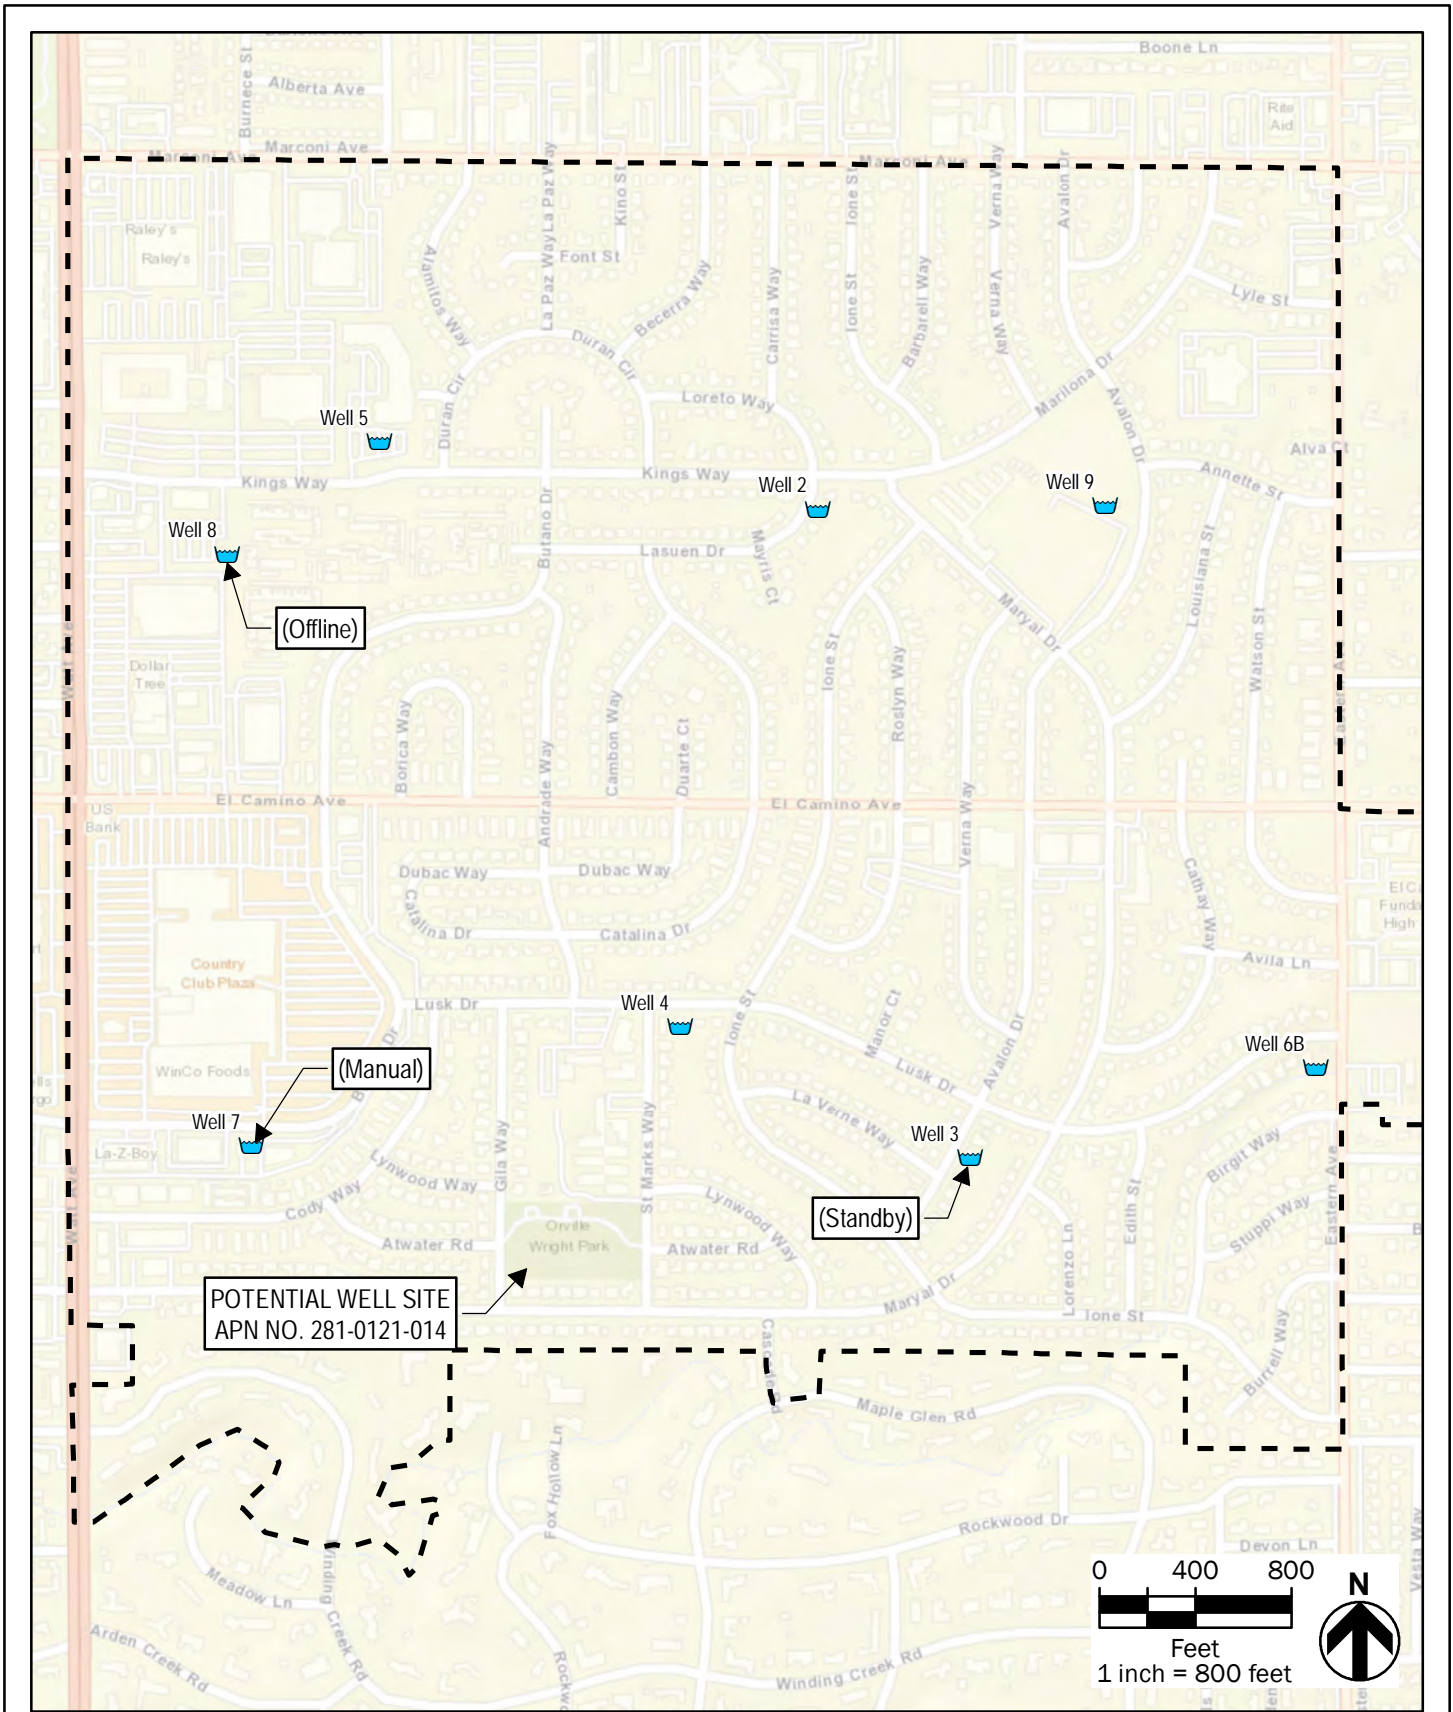 Boone Ln
Burnece St
Alberta Ave
Rite
Aid
Marconi Ave
Marconi Ave
Marconi Ave
La Paz Way
La Paz Way
Kino St
Ione St
Ione St
Verna Way
Verna Way
Avalon Dr
Raley's
Raley's
Alamitos Way
Font St
Becerra Way
Carrisa Way
Barbarell Way
Lyle St
Duran Cir
Duran Cir
Loreto Way
Marilona Dr
Avalon Dr
Well 5
Alva Ct
Annette St
Kings Way
Kings Way
Well 2
Well 9
Well 8
Butano Dr
Lasuen Dr
Mayris Ct
Louisiana St
(Offline)
Maryal Dr
Ione St
Roslyn Way
Watson St
Watt Ave
Dollar
Tree
Borica Way
Cambon Way
Duarte Ct
Andrade Way
Verna Way
El Camino Ave
El Camino Ave
US
Bank
Dubac Way
Dubac Way
Catalina Dr
Catalina Dr
Cathay Way
Avila Ln
Country
Club Plaza
Lusk Dr
Well 4
Ione St
Manor Ct
Lusk Dr
Avalon Dr
Well 6B
WinCo Foods
(Manual)
Well 7
La-Z-Boy
La Verne Way
Well 3
Birgit Way
Lynwood Way
Gila Way
St Marks Way
Lynwood Way
Cody Way
Edith St
Stuppi Way
Eastern Ave
Watt Ave
Orville
Wright Park
Atwater Rd
Atwater Rd
(Standby)
Lorenzo Ln
POTENTIAL WELL SITE
APN NO. 281-0121-014
Maryal Dr
Ione St
Burrell Way
Maple Glen Rd
Fox Hollow Ln
Rockwood Dr
Devon Ln
Vesta Way
Meadow Ln
Winding Creek Rd
Arden Creek Rd
Winding Creek Rd
0 400 800
Feet
1 inch = 800 feet
N